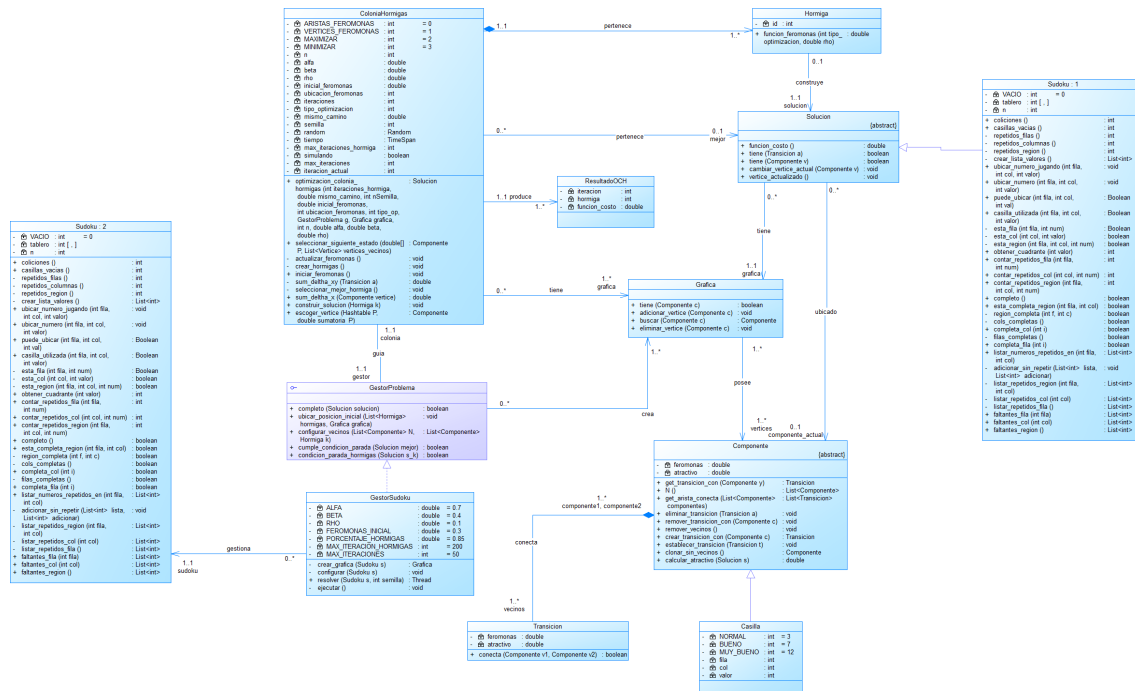 ColoniaHormigas
- ARISTAS_FEROMONAS : int = 0
- VERTICES_FEROMONAS : int = 1
- MAXIMIZAR : int = 2
- MINIMIZAR : int = 3
- n : int
- alfa : double
- beta : double
- rho : double
- inicial_feromonas : double
- ubicacion_feromonas : int
- iteraciones : int
- tipo_optimizacion : int
- mismo_camino : double
- semilla : int
- random : Random
- tiempo : TimeSpan
- max_iteraciones_hormiga : int
- simulando : boolean
- max_iteraciones : int
- iteracion_actual : int
+ optimizacion_colonia_ : Solucion
hormigas (int iteraciones_hormiga,
double mismo_camino, int nSemilla,
double inicial_feromonas,
int ubicacion_feromonas, int tipo_op,
GestorProblema g, Grafica grafica,
int n, double alfa, double beta,
double rho)
+ seleccionar_siguiente_estado (double[] : Componente
P, List<Vertice> vertices_vecinos)
- actualizar_feromonas () : void
- crear_hormigas () : void
+ iniciar_feromonas () : void
- sum_deltha_xy (Transicion a) : double
- seleccionar_mejor_hormiga () : void
+ sum_deltha_x (Componente vertice) : double
+ construir_solucion (Hormiga k) : void
+ escoger_vertice (Hashtable P, : Componente
double sumatoria_P)
1..1
pertenece
1..*
Hormiga
- id : int
+ funcion_feromonas (int tipo_ : double
optimizacion, double rho)
0..1
construye
1..1
solucion
Solucion
{abstract}
+ funcion_costo () : double
+ tiene (Transicion a) : boolean
+ tiene (Componente v) : boolean
+ cambiar_vertice_actual (Componente v) : void
+ vertice_actualizado () : void
0..*
pertenece
0..1
mejor
ResultadoOCH
- iteracion : int
- hormiga : int
- funcion_costo : double
1..1 produce
1..*
0..*
tiene
1..1
grafica
0..*
ubicado
0..1
componente_actual
0..*
tiene
1..*
grafica
Grafica
+ tiene (Componente c) : boolean
+ adicionar_vertice (Componente c) : void
+ buscar (Componente c) : Componente
+ eliminar_vertice (Componente c) : void
1..*
posee
1..*
vertices
1..*
crea
0..*
1..1
colonia
guia
1..1
gestor
GestorProblema
+ completo (Solucion solucion) : boolean
+ ubicar_posicion_inicial (List<Hormiga> : void
hormigas, Grafica grafica)
+ configurar_vecinos (List<Componente> N, : List<Componente>
Hormiga k)
+ cumple_condicion_parada (Solucion mejor) : boolean
+ condicion_parada_hormigas (Solucion s_k) : boolean
GestorSudoku
- ALFA : double = 0.7
- BETA : double = 0.4
- RHO : double = 0.1
- FEROMONAS_INICIAL : double = 0.3
- PORCENTAJE_HORMIGAS : double = 0.85
- MAX_ITERACION_HORMIGAS : int = 200
- MAX_ITERACIONES : int = 50
- crear_grafica (Sudoku s) : Grafica
- configurar (Sudoku s) : void
+ resolver (Sudoku s, int semilla) : Thread
- ejecutar () : void
gestiona
0..*
1..1
sudoku
Componente
{abstract}
- feromonas : double
- atractivo : double
+ get_transicion_con (Componente y) : Transicion
+ N () : List<Componente>
+ get_arista_conecta (List<Componente> : List<Transicion>
componentes)
+ eliminar_transicion (Transicion a) : void
+ remover_transicion_con (Componente c) : void
+ remover_vecinos () : void
+ crear_transicion_con (Componente c) : Transicion
+ establecer_transicion (Transicion t) : void
+ clonar_sin_vecinos () : Componente
+ calcular_atractivo (Solucion s) : double
1..*
componente1, componente2
conecta
1..*
vecinos
Transicion
- feromonas : double
- atractivo : double
+ conecta (Componente v1, Componente v2) : boolean
Casilla
- NORMAL : int = 3
- BUENO : int = 7
- MUY_BUENO : int = 12
- fila : int
- col : int
- valor : int
Sudoku : 2
- VACIO : int = 0
- tablero : int [ , ]
- n : int
+ coliciones () : int
+ casillas_vacias () : int
- repetidos_filas () : int
- repetidos_columnas () : int
- repetidos_region () : int
- crear_lista_valores () : List<int>
+ ubicar_numero_jugando (int fila, : void
int col, int valor)
+ ubicar_numero (int fila, int col, : void
int valor)
+ puede_ubicar (int fila, int col, : Boolean
int val)
+ casilla_utilizada (int fila, int col, : Boolean
int valor)
- esta_fila (int fila, int num) : Boolean
- esta_col (int col, int valor) : boolean
- esta_region (int fila, int col, int num) : boolean
+ obtener_cuadrante (int valor) : int
+ contar_repetidos_fila (int fila, : int
int num)
+ contar_repetidos_col (int col, int num) : int
+ contar_repetidos_region (int fila, : int
int col, int num)
+ completo () : boolean
+ esta_completa_region (int fila, int col) : boolean
- region_completa (int f, int c) : boolean
- cols_completas () : boolean
+ completa_col (int i) : boolean
- filas_completas () : boolean
+ completa_fila (int i) : boolean
+ listar_numeros_repetidos_en (int fila, : List<int>
int col)
- adicionar_sin_repetir (List<int> lista, : void
List<int> adicionar)
- listar_repetidos_region (int fila, : List<int>
int col)
- listar_repetidos_col (int col) : List<int>
- listar_repetidos_fila () : List<int>
+ faltantes_fila (int fila) : List<int>
+ faltantes_col (int col) : List<int>
+ faltantes_region () : List<int>
Sudoku : 1
- VACIO : int = 0
- tablero : int [ , ]
- n : int
+ coliciones () : int
+ casillas_vacias () : int
- repetidos_filas () : int
- repetidos_columnas () : int
- repetidos_region () : int
- crear_lista_valores () : List<int>
+ ubicar_numero_jugando (int fila, : void
int col, int valor)
+ ubicar_numero (int fila, int col, : void
int valor)
+ puede_ubicar (int fila, int col, : Boolean
int val)
+ casilla_utilizada (int fila, int col, : Boolean
int valor)
- esta_fila (int fila, int num) : Boolean
- esta_col (int col, int valor) : boolean
- esta_region (int fila, int col, int num) : boolean
+ obtener_cuadrante (int valor) : int
+ contar_repetidos_fila (int fila, : int
int num)
+ contar_repetidos_col (int col, int num) : int
+ contar_repetidos_region (int fila, : int
int col, int num)
+ completo () : boolean
+ esta_completa_region (int fila, int col) : boolean
- region_completa (int f, int c) : boolean
- cols_completas () : boolean
+ completa_col (int i) : boolean
- filas_completas () : boolean
+ completa_fila (int i) : boolean
+ listar_numeros_repetidos_en (int fila, : List<int>
int col)
- adicionar_sin_repetir (List<int> lista, : void
List<int> adicionar)
- listar_repetidos_region (int fila, : List<int>
int col)
- listar_repetidos_col (int col) : List<int>
- listar_repetidos_fila () : List<int>
+ faltantes_fila (int fila) : List<int>
+ faltantes_col (int col) : List<int>
+ faltantes_region () : List<int>